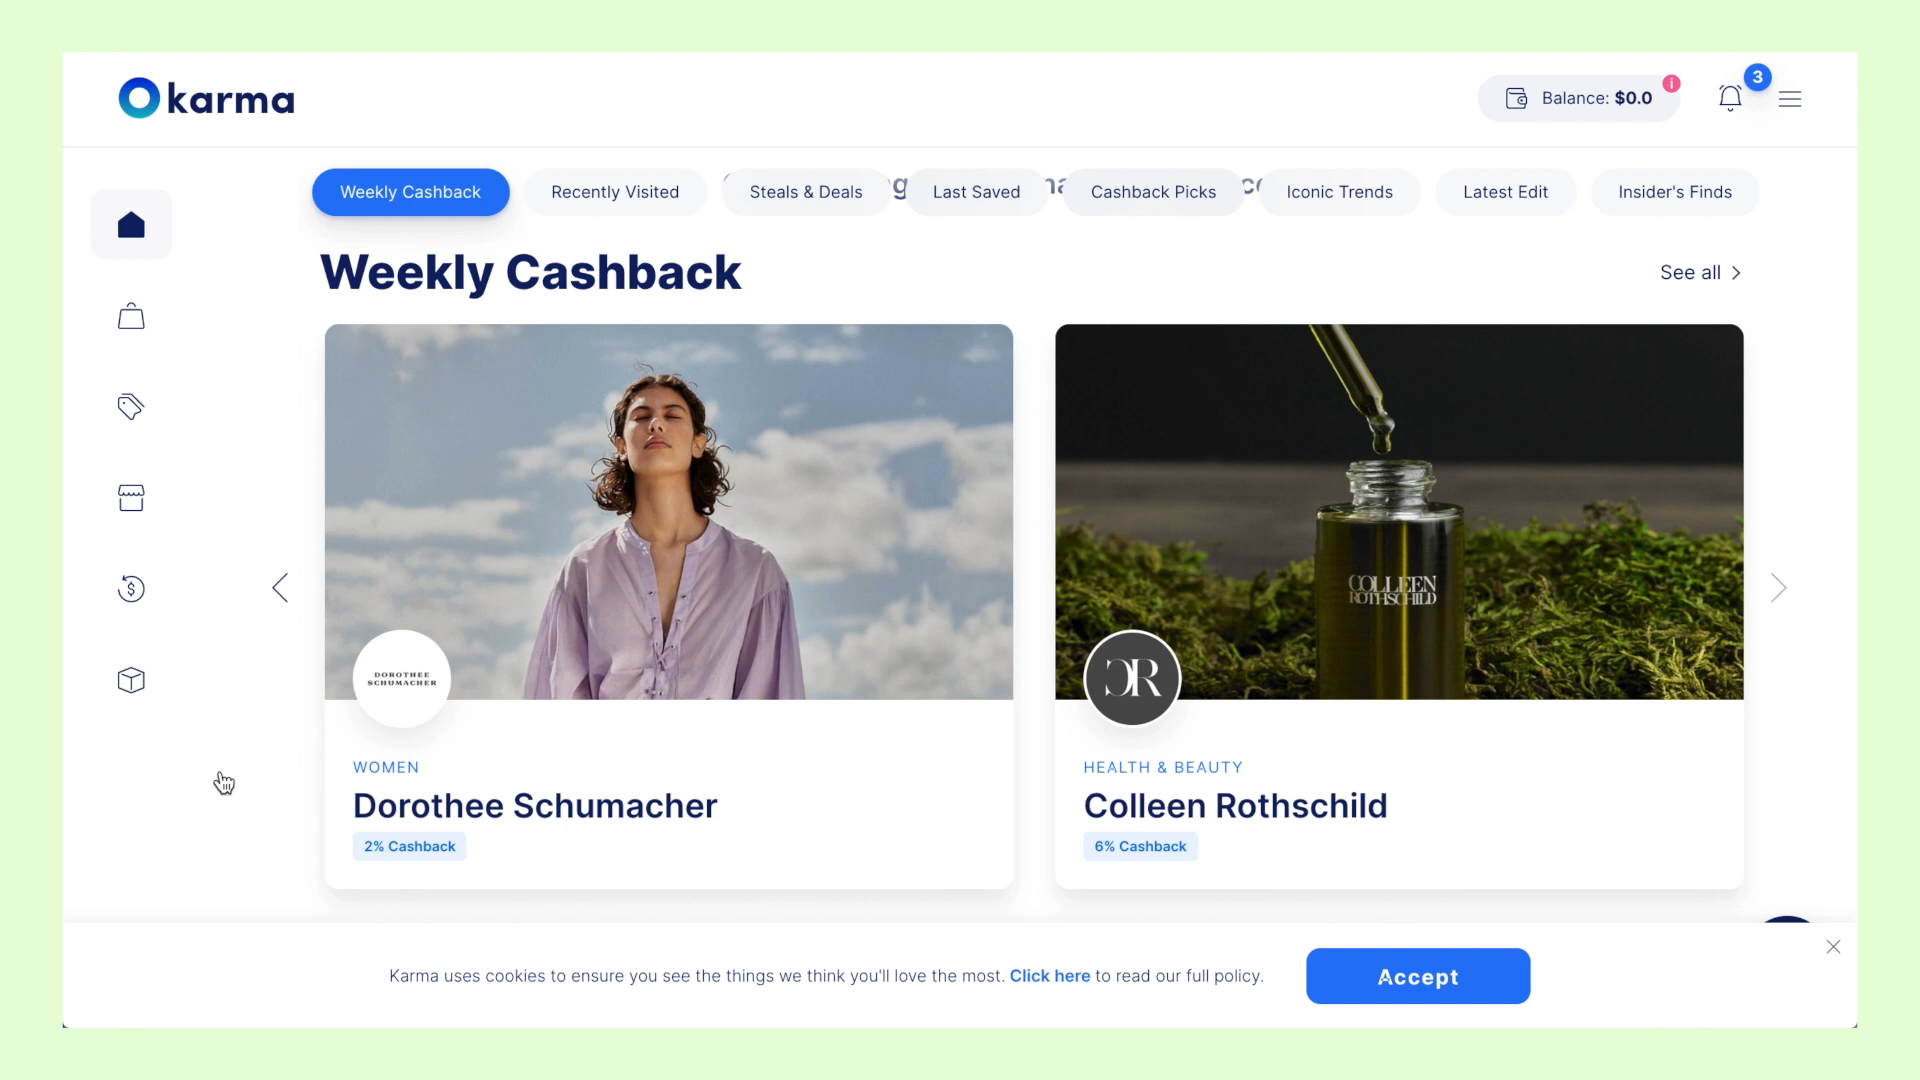 karma
Balance: $0.0
i
3
Weekly Cashback
Recently Visited
Steals & Deals
Last Saved
Cashback Picks
Iconic Trends
Latest Edit
Insider's Finds
Weekly Cashback
See all
COLLEEN
ROTHSCHILD
DOROTHEE
SCHUMACHER
CR
WOMEN
Dorothee Schumacher
2% Cashback
HEALTH & BEAUTY
Colleen Rothschild
6% Cashback
Karma uses cookies to ensure you see the things we think you'll love the most. Click here to read our full policy.
Accept